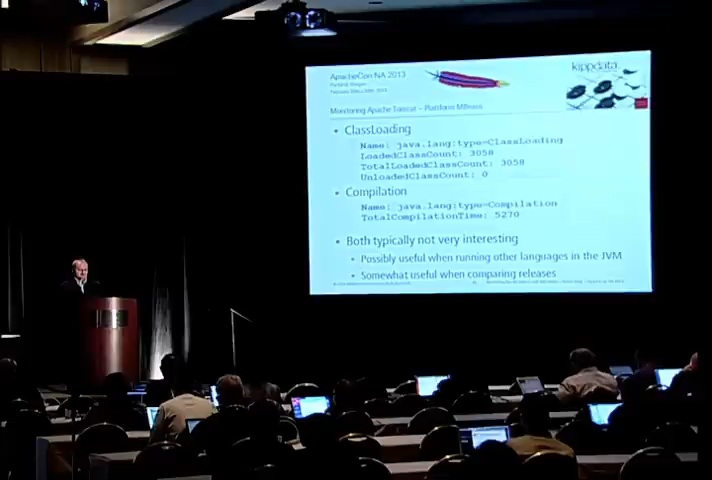 ApacheCon NA 2013
kippdata
Monitoring Apache Tomcat – Platform MBeans
• ClassLoading
Name: java.lang:type=ClassLoading
LoadedClassCount: 3058
TotalLoadedClassCount: 3058
UnloadedClassCount: 0
• Compilation
Name: java.lang:type=Compilation
TotalCompilationTime: 5270
• Both typically not very interesting
• Possibly useful when running other languages in the JVM
• Somewhat useful when comparing releases